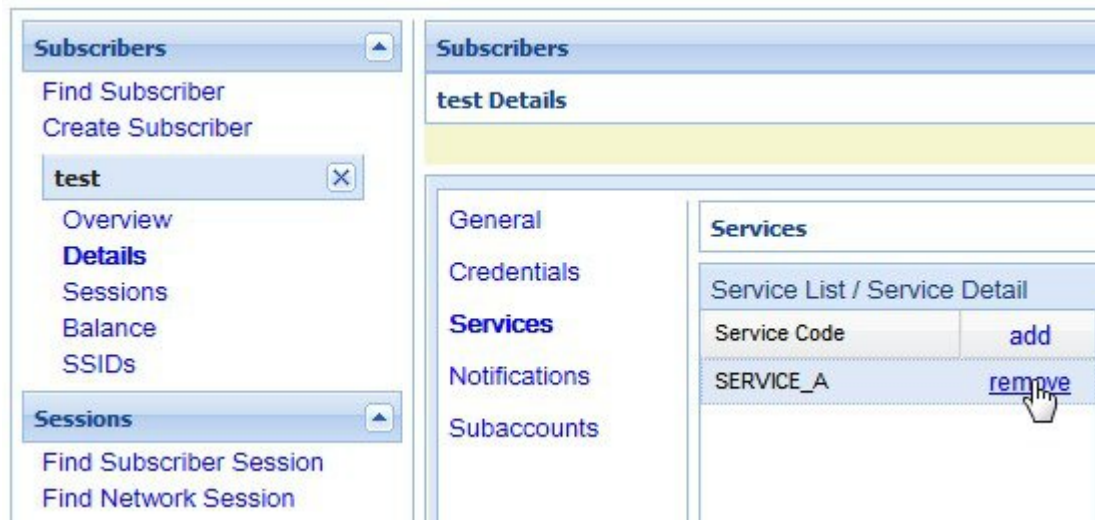 Subscribers
Find Subscriber
Create Subscriber
test
Overview
Details
Sessions
Balance
SSIDs
Sessions
Find Subscriber Session
Find Network Session
Subscribers
test Details
General
Credentials
Services
Notifications
Subaccounts
Services
Service List / Service Detail
Service Code add
SERVICE_A remove